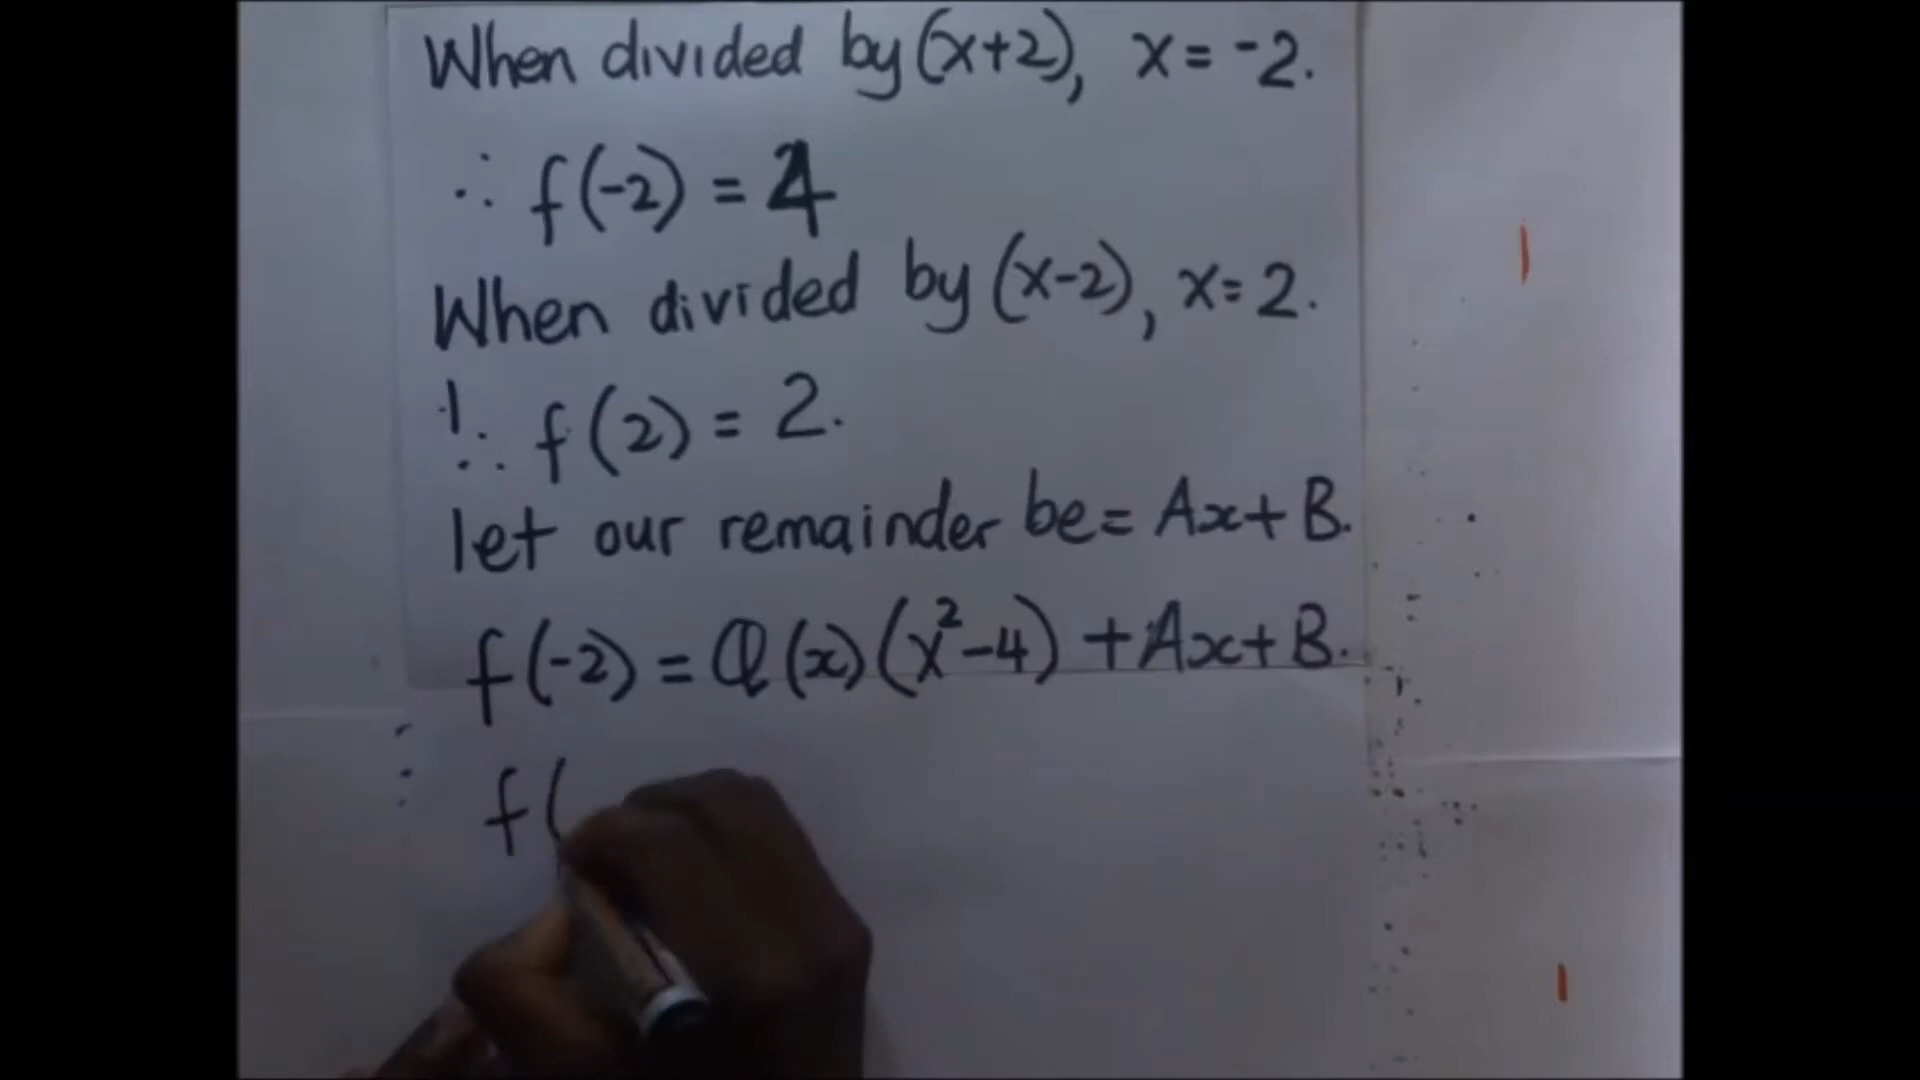 When divided by (x+2), x = -2.
∴ f(-2) = 4
When divided by (x-2), x = 2.
∴ f(2) = 2.
let our remainder be = Ax + B.
f(-2) = Q(x)(x²-4) + Ax + B.
f(